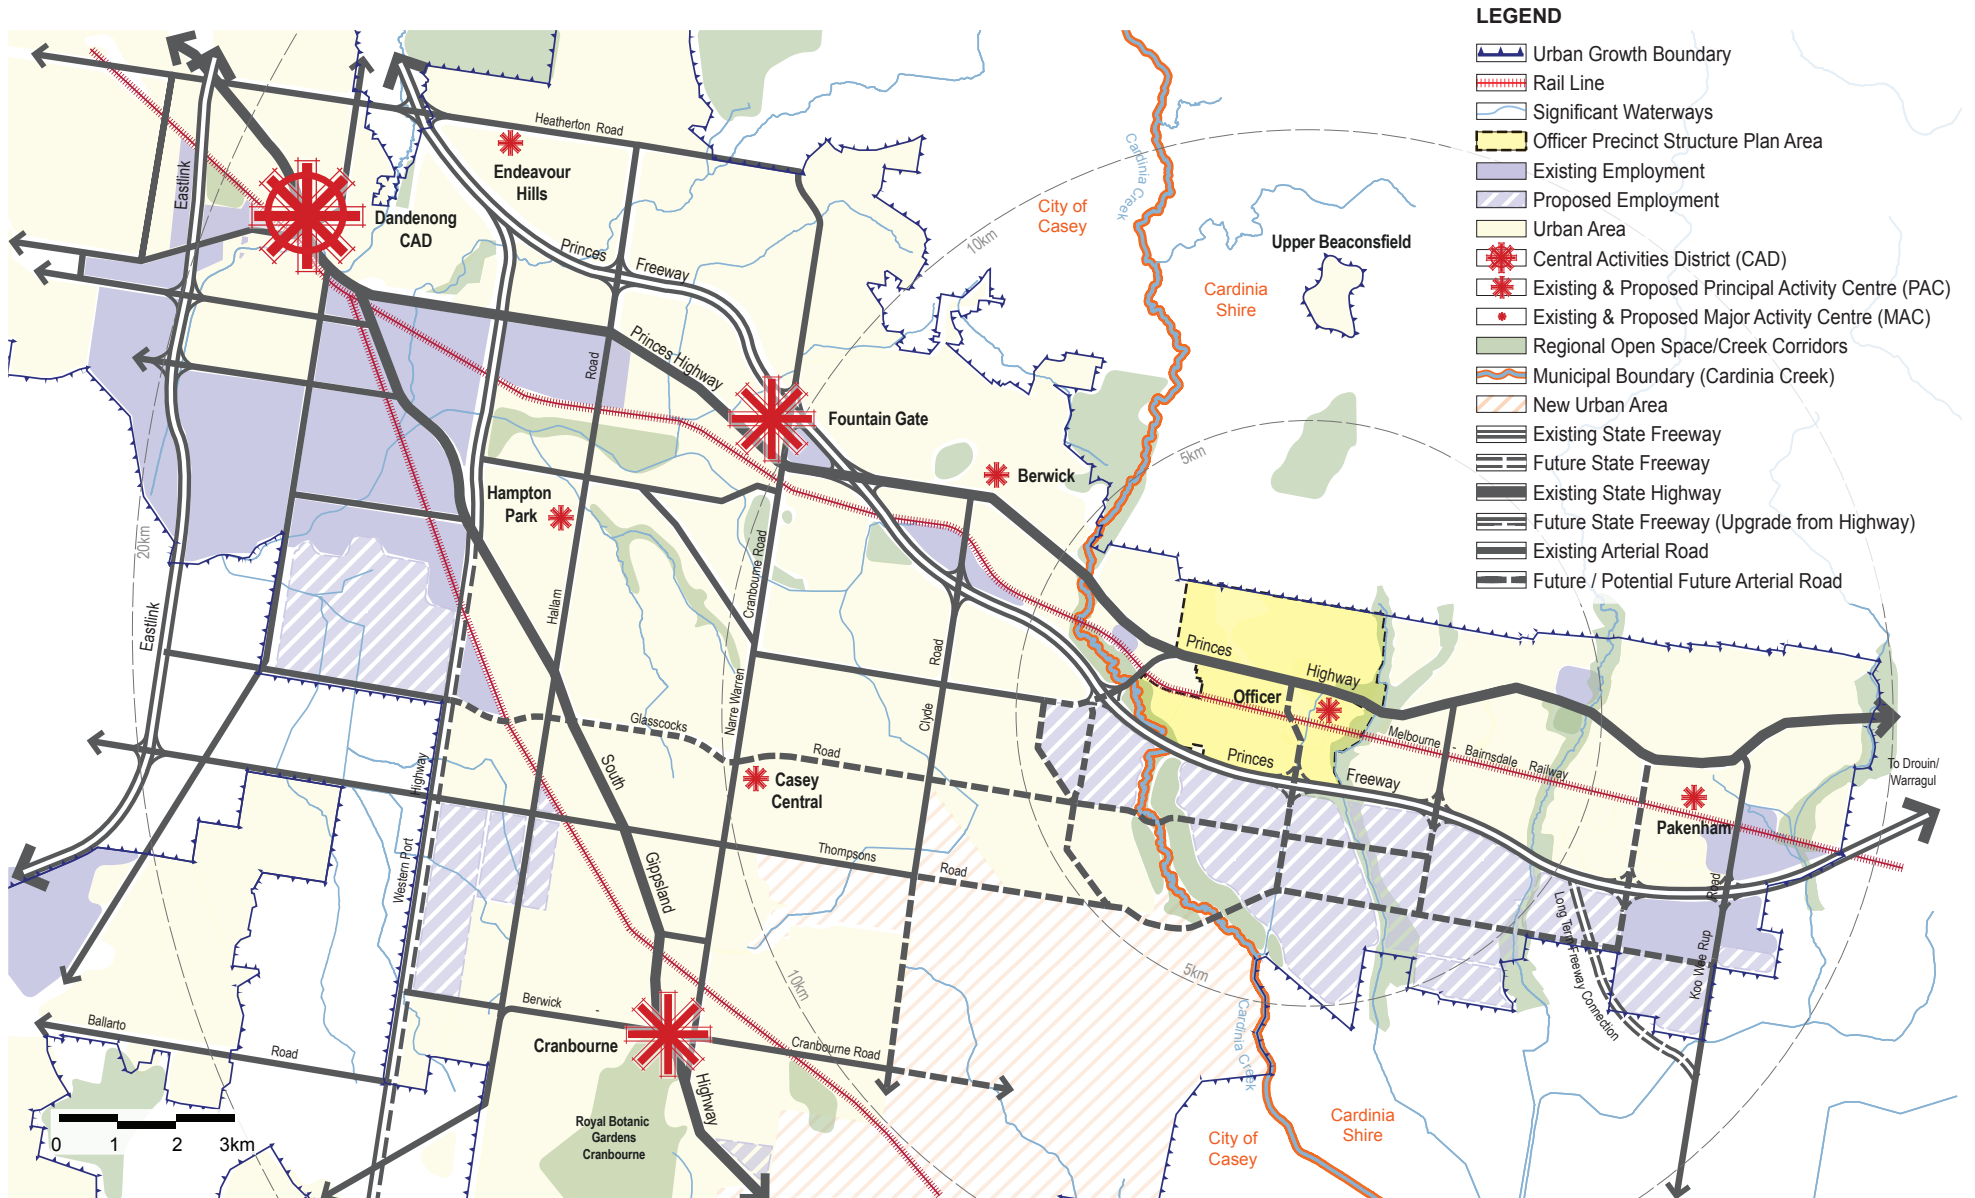 LEGEND
Urban Growth Boundary
Rail Line
Significant Waterways
Officer Precinct Structure Plan Area
Existing Employment
Proposed Employment
Urban Area
Central Activities District (CAD)
Existing & Proposed Principal Activity Centre (PAC)
Existing & Proposed Major Activity Centre (MAC)
Regional Open Space/Creek Corridors
Municipal Boundary (Cardinia Creek)
New Urban Area
Existing State Freeway
Future State Freeway
Existing State Highway
Future State Freeway (Upgrade from Highway)
Existing Arterial Road
Future / Potential Future Arterial Road
Heatherton Road
Endeavour
Hills
Eastlink
Dandenong
CAD
Princes
Freeway
City of
Casey
10km
Cardinia Creek
Upper Beaconsfield
Cardinia
Shire
Princes Highway
Road
Fountain Gate
Berwick
5km
Hampton
Park
20km
Cranbourne Road
Hallam
Eastlink
Road
Princes
Highway
Officer
Narre Warren
Clyde
Glasscocks
Road
South
Highway
Casey
Central
Princes
Freeway
Melbourne - Bairnsdale Railway
To Drouin/
Warragul
Pakenham
Thompsons
Road
Western Port
Gippsland
Road
Long Term Freeway Connection
Koo Wee Rup
5km
10km
Berwick
Cranbourne
Cranbourne Road
Ballarto
Road
Cardinia Creek
Highway
Royal Botanic
Gardens
Cranbourne
0 1 2 3km
City of
Casey
Cardinia
Shire